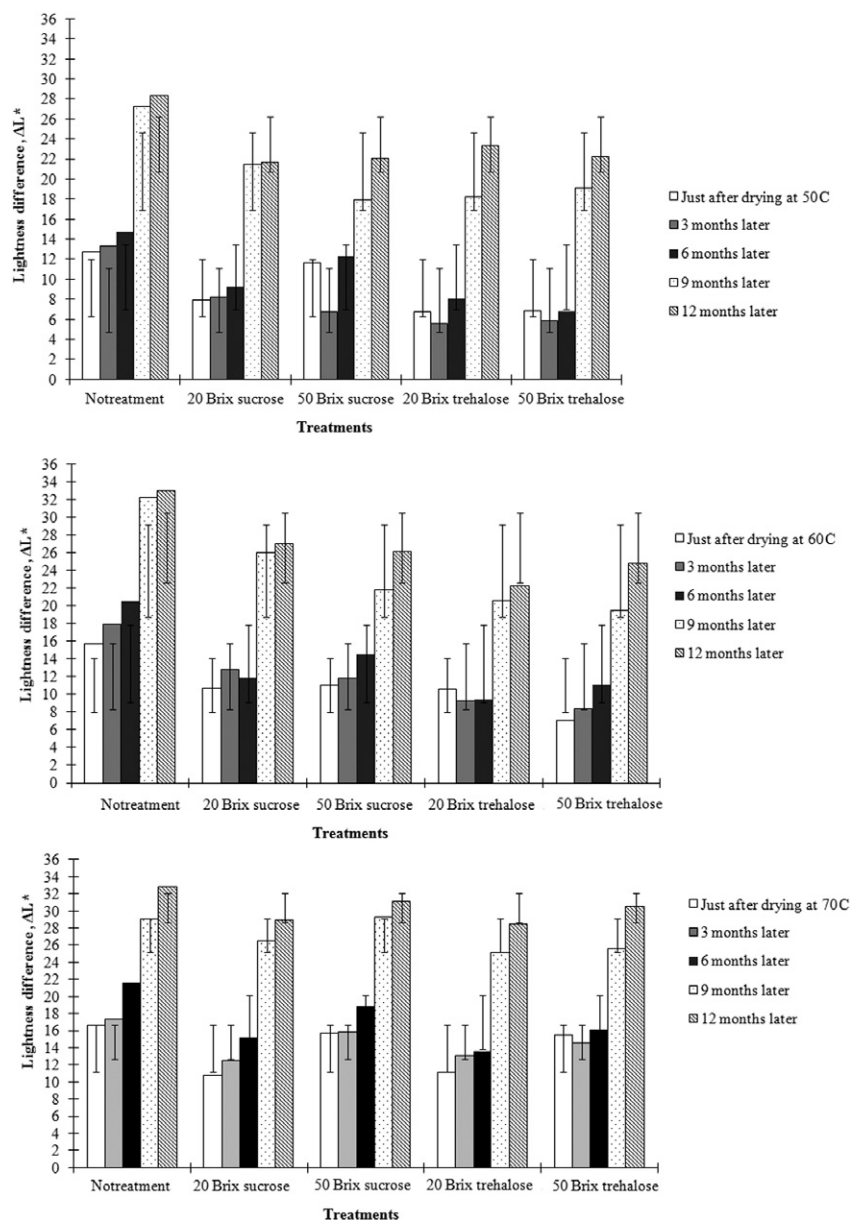 36
34
32
30
28
26
24
22
20
18
16
14
12
10
8
6
4
2
0
Lightness difference, ΔL*
Notreatment 20 Brix sucrose 50 Brix sucrose 20 Brix trehalose 50 Brix trehalose
Treatments
Just after drying at 50C
3 months later
6 months later
9 months later
12 months later
36
34
32
30
28
26
24
22
20
18
16
14
12
10
8
6
4
2
0
Lightness difference, ΔL*
Notreatment 20 Brix sucrose 50 Brix sucrose 20 Brix trehalose 50 Brix trehalose
Treatments
Just after drying at 60C
3 months later
6 months later
9 months later
12 months later
36
34
32
30
28
26
24
22
20
18
16
14
12
10
8
6
4
2
0
Lightness difference, ΔL*
Notreatment 20 Brix sucrose 50 Brix sucrose 20 Brix trehalose 50 Brix trehalose
Treatments
Just after drying at 70C
3 months later
6 months later
9 months later
12 months later